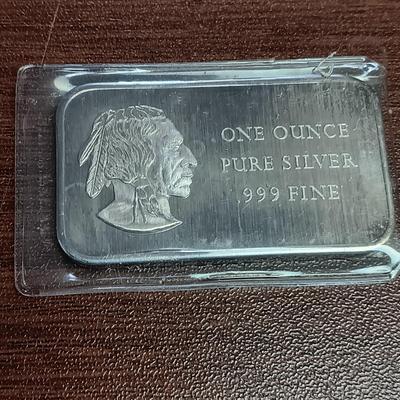 ONE OUNCE
PURE SILVER
.999 FINE